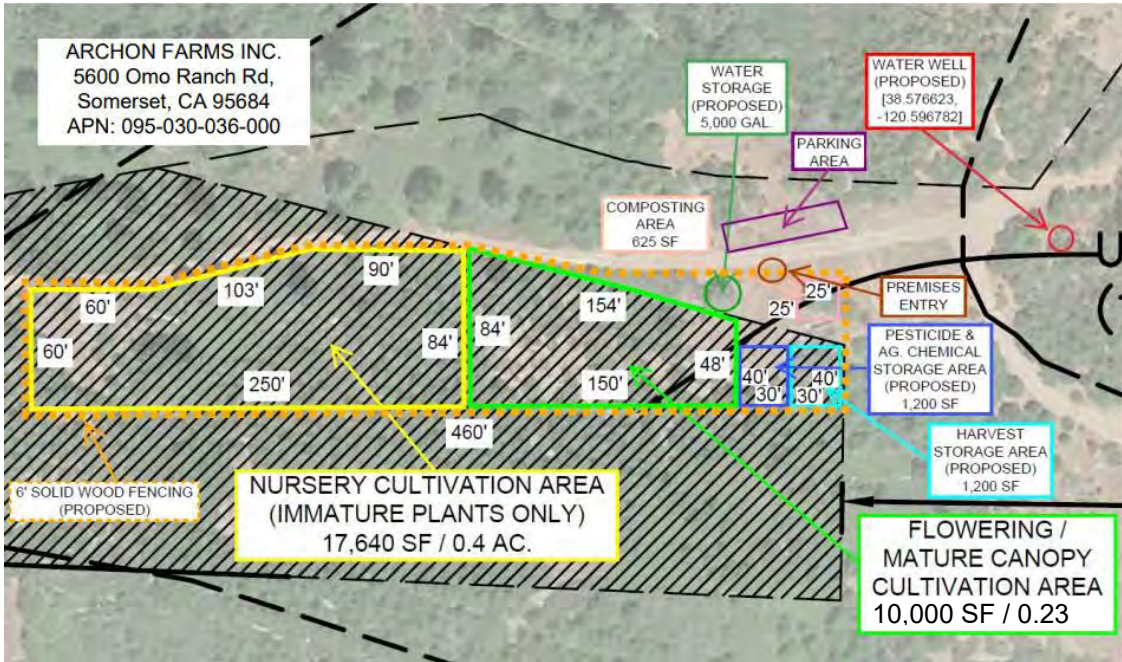 ARCHON FARMS INC.
5600 Omo Ranch Rd,
Somerset, CA 95684
APN: 095-030-036-000
WATER
STORAGE
(PROPOSED)
5,000 GAL.
WATER WELL
(PROPOSED)
[38.576623,
-120.596782]
PARKING
AREA
COMPOSTING
AREA
625 SF
PREMISES
ENTRY
60'
103'
90'
154'
25'
25'
60'
84'
84'
48'
40'
40'
250'
150'
30'
30'
460'
PESTICIDE &
AG. CHEMICAL
STORAGE AREA
(PROPOSED)
1,200 SF
HARVEST
STORAGE AREA
(PROPOSED)
1,200 SF
6' SOLID WOOD FENCING
(PROPOSED)
NURSERY CULTIVATION AREA
(IMMATURE PLANTS ONLY)
17,640 SF / 0.4 AC.
FLOWERING /
MATURE CANOPY
CULTIVATION AREA
10,000 SF / 0.23